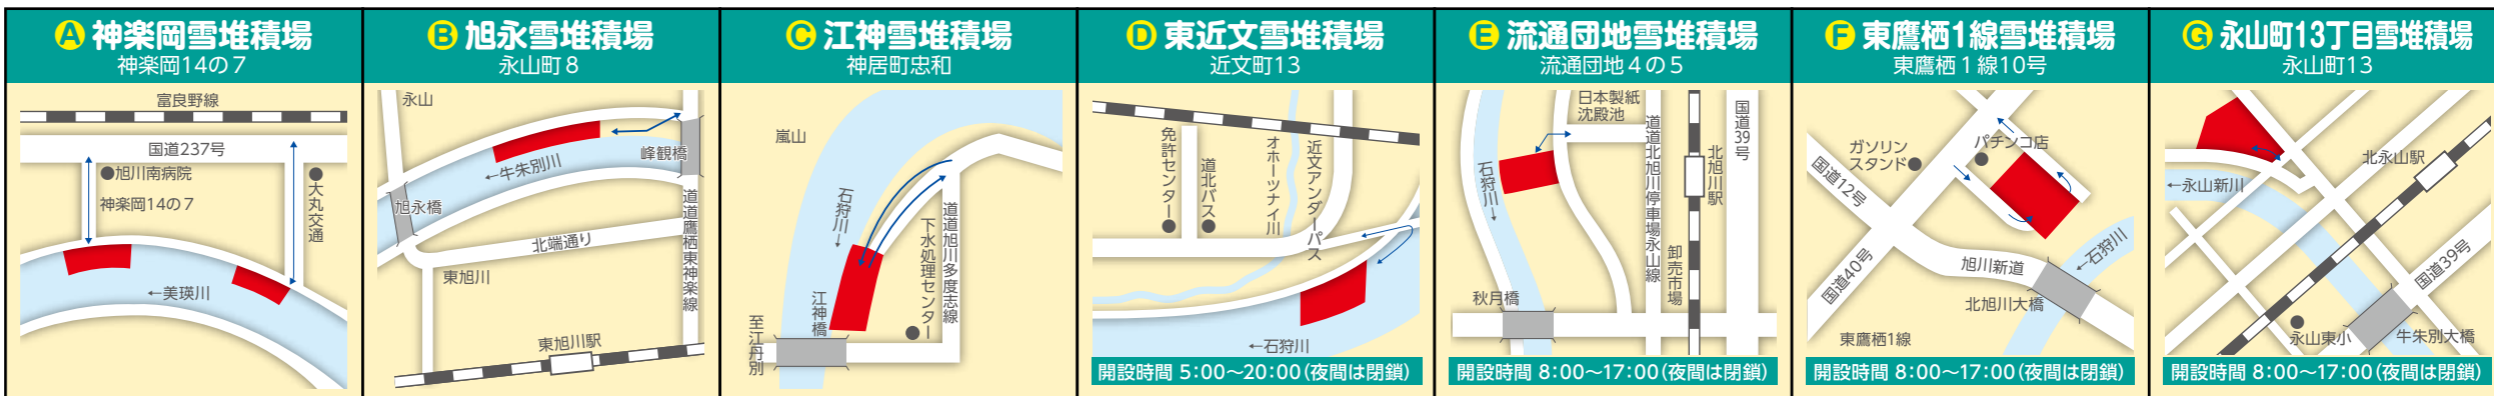 A 神楽岡雪堆積場
神楽岡14の7
富良野線
国道237号
旭川南病院
神楽岡14の7
大丸交通
←美瑛川
B 旭永雪堆積場
永山町8
永山
←牛朱別川
峰観橋
旭永橋
北端通り
道道鷹栖東神楽線
東旭川
東旭川駅
C 江神雪堆積場
神居町忠和
嵐山
石狩川→
江神橋
至江丹別
下水処理センター
道道旭川多度志線
D 東近文雪堆積場
近文町13
免許センター
道北バス
オホーツナイ川
近文アンダーパス
←石狩川
開設時間 5:00~20:00(夜間は閉鎖)
E 流通団地雪堆積場
流通団地4の5
日本製紙
沈殿池
石狩川→
道道北旭川停車場永山線
北旭川駅
国道39号
卸売市場
秋月橋
開設時間 8:00~17:00(夜間は閉鎖)
F 東鷹栖1線雪堆積場
東鷹栖1線10号
ガソリン
スタンド
パチンコ店
国道12号
国道40号
旭川新道
←石狩川
北旭川大橋
東鷹栖1線
開設時間 8:00~17:00(夜間は閉鎖)
G 永山町13丁目雪堆積場
永山町13
北永山駅
←永山新川
国道39号
永山東小
牛朱別大橋
開設時間 8:00~17:00(夜間は閉鎖)